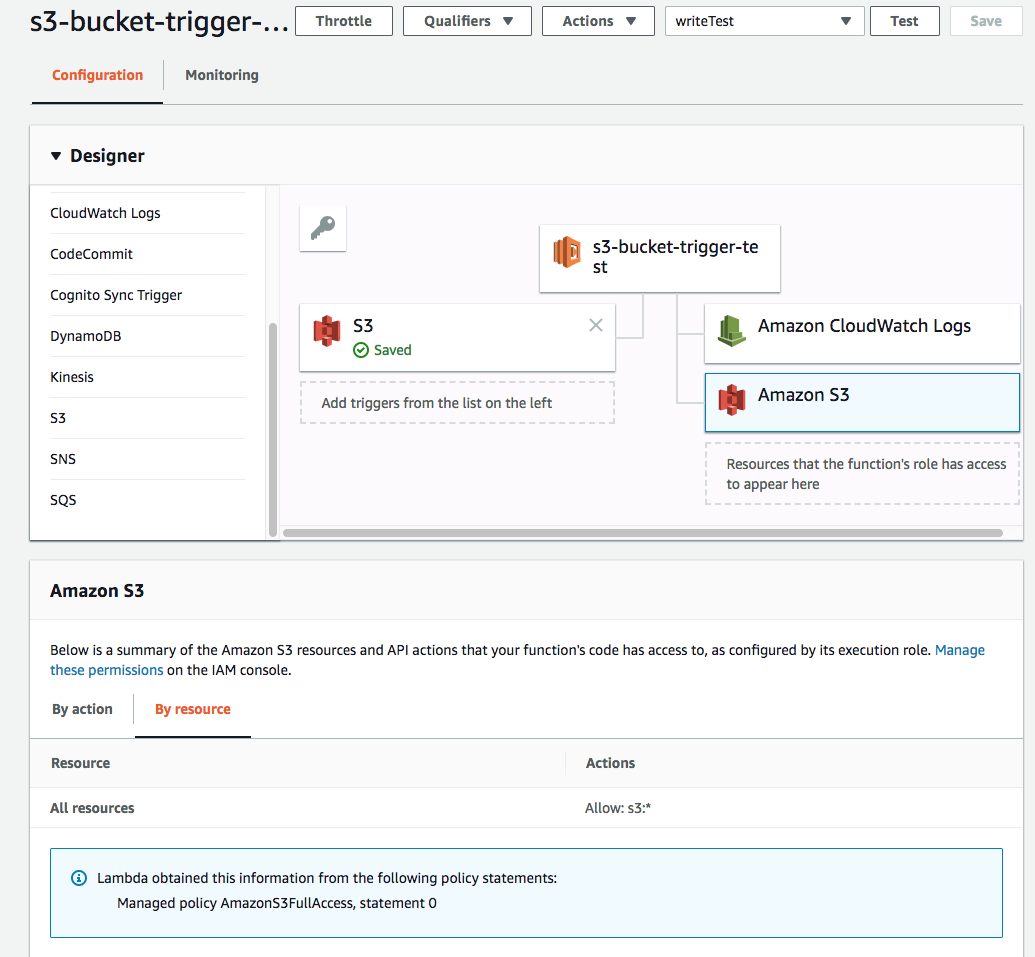 s3-bucket-trigger-...
Throttle
Qualifiers
Actions
writeTest
Test
Save
Configuration
Monitoring
Designer
CloudWatch Logs
CodeCommit
Cognito Sync Trigger
DynamoDB
Kinesis
S3
SNS
SQS
s3-bucket-trigger-te
st
S3
Saved
Add triggers from the list on the left
Amazon CloudWatch Logs
Amazon S3
Resources that the function's role has access
to appear here
Amazon S3
Below is a summary of the Amazon S3 resources and API actions that your function's code has access to, as configured by its execution role. Manage
these permissions on the IAM console.
By action
By resource
Resource
Actions
All resources
Allow: s3:*
Lambda obtained this information from the following policy statements:
Managed policy AmazonS3FullAccess, statement 0